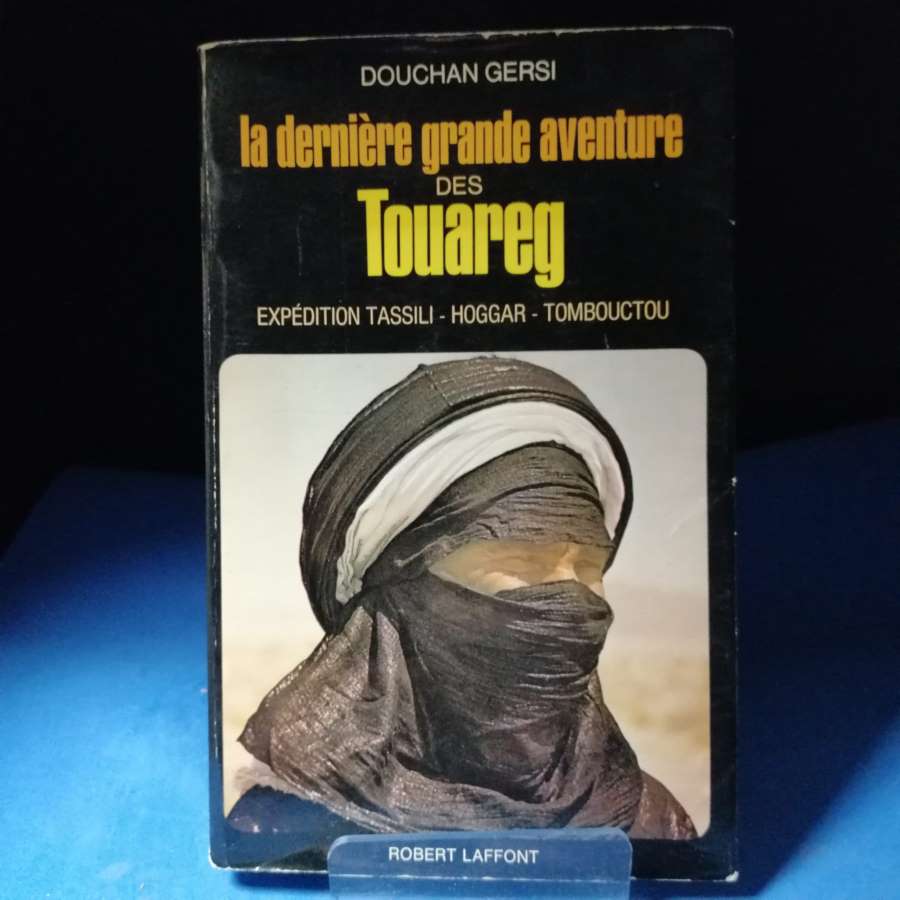 DOUCHAN GERSI
la dernière grande aventure
DES
Touareg
EXPÉDITION TASSILI - HOGGAR - TOMBOUCTOU
ROBERT LAFFONT